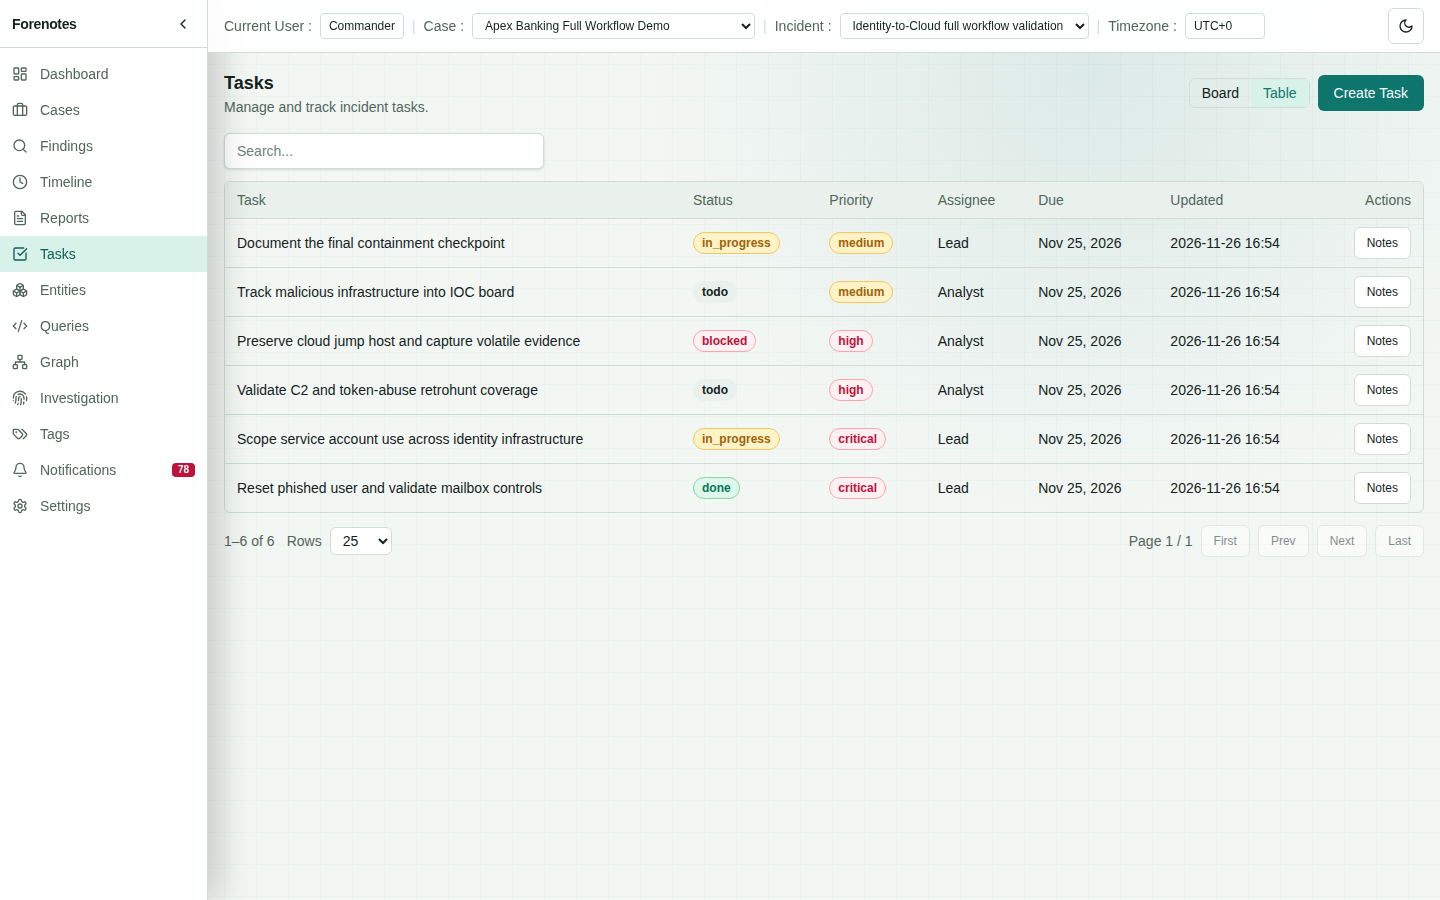 Forenotes
Current User : Commander | Case : Apex Banking Full Workflow Demo | Incident : Identity-to-Cloud full workflow validation | Timezone : UTC+0
Dashboard
Cases
Findings
Timeline
Reports
Tasks
Entities
Queries
Graph
Investigation
Tags
Notifications 78
Settings
Tasks
Manage and track incident tasks.
Board Table Create Task
Search...
Task Status Priority Assignee Due Updated Actions
Document the final containment checkpoint in_progress medium Lead Nov 25, 2026 2026-11-26 16:54 Notes
Track malicious infrastructure into IOC board todo medium Analyst Nov 25, 2026 2026-11-26 16:54 Notes
Preserve cloud jump host and capture volatile evidence blocked high Analyst Nov 25, 2026 2026-11-26 16:54 Notes
Validate C2 and token-abuse retrohunt coverage todo high Analyst Nov 25, 2026 2026-11-26 16:54 Notes
Scope service account use across identity infrastructure in_progress critical Lead Nov 25, 2026 2026-11-26 16:54 Notes
Reset phished user and validate mailbox controls done critical Lead Nov 25, 2026 2026-11-26 16:54 Notes
1–6 of 6 Rows 25 Page 1 / 1 First Prev Next Last